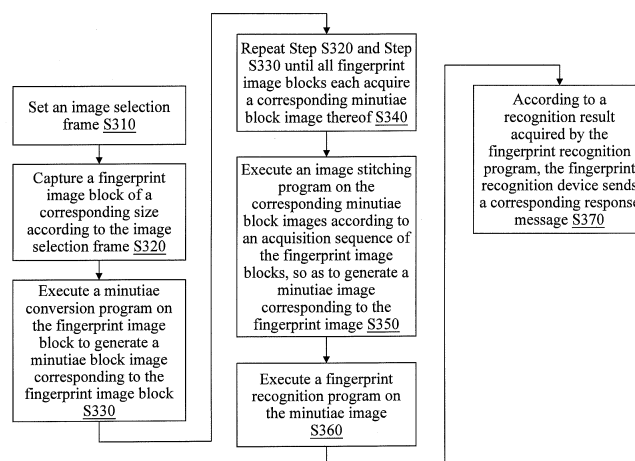 Set an image selection
frame S310
Capture a fingerprint
image block of a
corresponding size
according to the image
selection frame S320
Execute a minutiae
conversion program on
the fingerprint image
block to generate a
minutiae block image
corresponding to the
fingerprint image block
S330
Repeat Step S320 and Step
S330 until all fingerprint
image blocks each acquire
a corresponding minutiae
block image thereof S340
Execute an image stitching
program on the
corresponding minutiae
block images according to
an acquisition sequence of
the fingerprint image
blocks, so as to generate a
minutiae image
corresponding to the
fingerprint image S350
Execute a fingerprint
recognition program on
the minutiae image
S360
According to a
recognition result
acquired by the
fingerprint recognition
program, the fingerprint
recognition device sends
a corresponding response
message S370